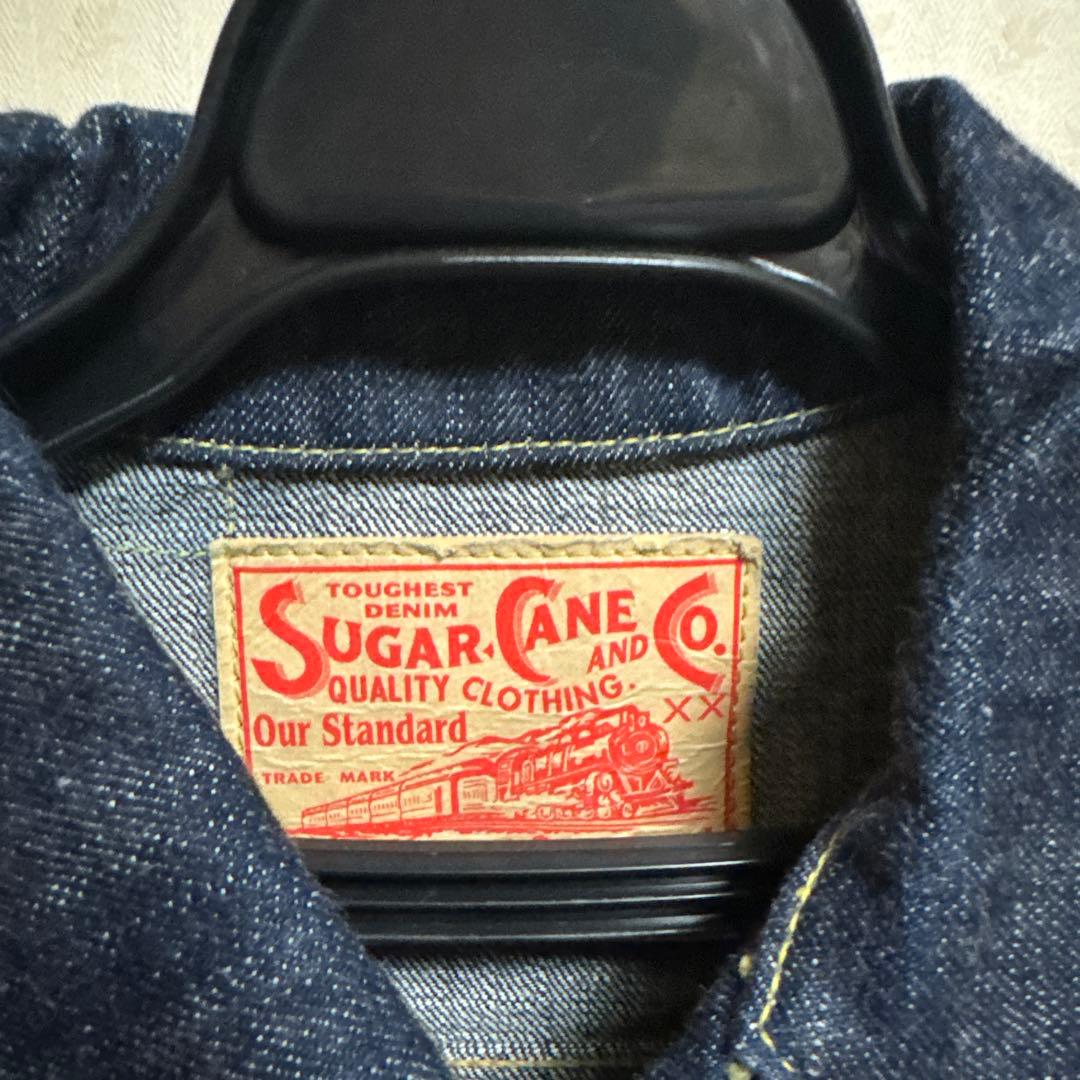 TOUGHEST
DENIM
SUGAR CANE AND CO.
QUALITY CLOTHING.
XX
Our Standard
TRADE MARK